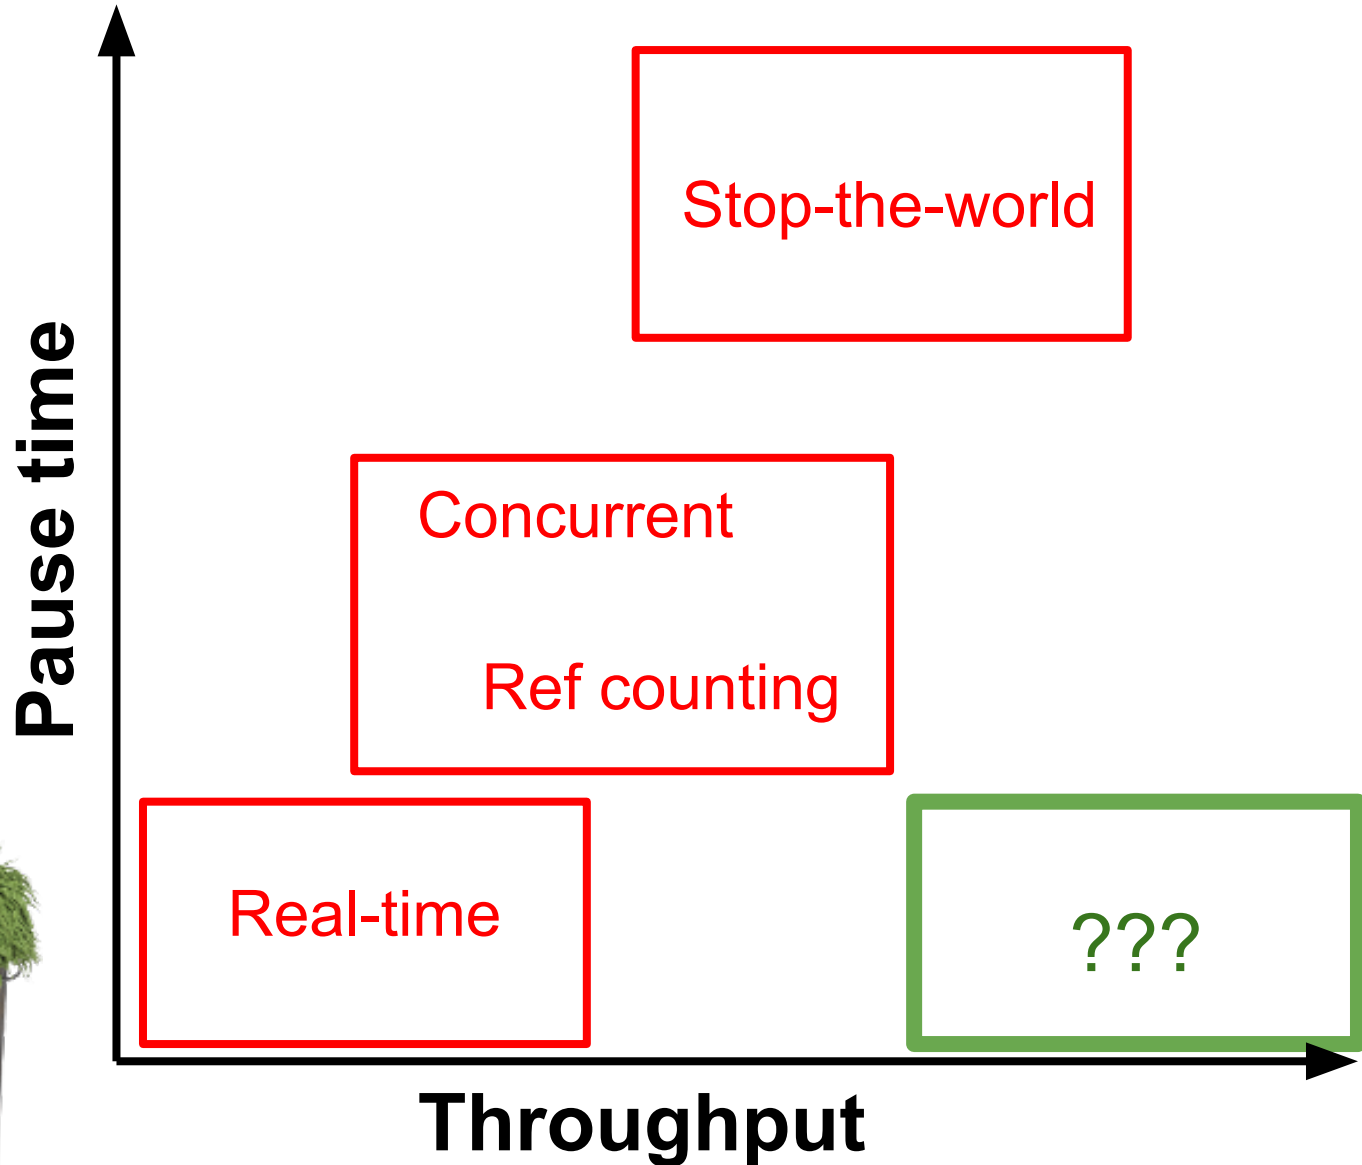 Stop-the-world
Pause time
Concurrent
Ref counting
Real-time
???
Throughput